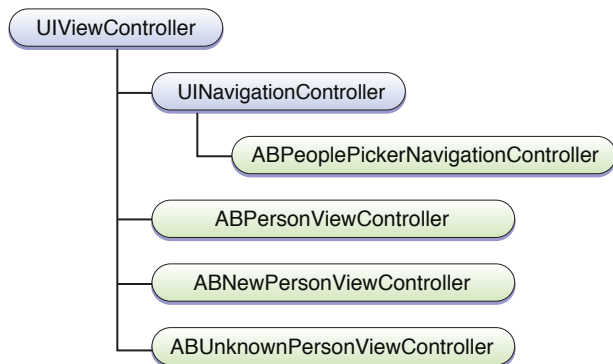 UIViewController
UINavigationController
ABPeoplePickerNavigationController
ABPersonViewController
ABNewPersonViewController
ABUnknownPersonViewController